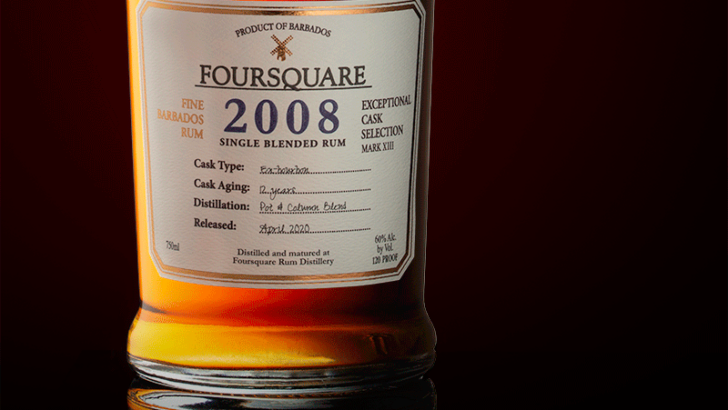 PRODUCT OF BARBADOS
FOURSQUARE
FINE
BARBADOS
RUM
2008
SINGLE BLENDED RUM
EXCEPTIONAL
CASK
SELECTION
MARK XIII
Cask Type: Ex-bourbon
Cask Aging: 12 years
Distillation: Pot & Column Blend
Released: April 2020
750ml
Distilled and matured at
Foursquare Rum Distillery
60% Alc.
by Vol.
120 PROOF